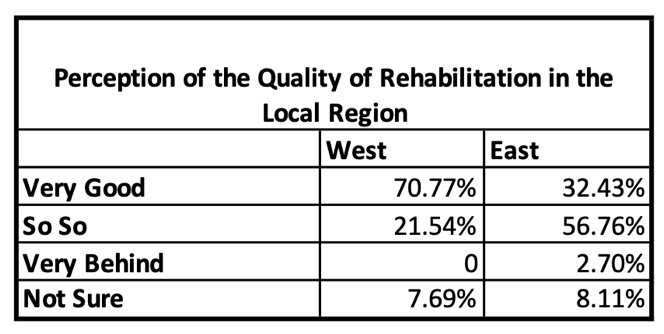 Perception of the Quality of Rehabilitation in the
Local Region
West East
Very Good 70.77% 32.43%
So So 21.54% 56.76%
Very Behind 0 2.70%
Not Sure 7.69% 8.11%